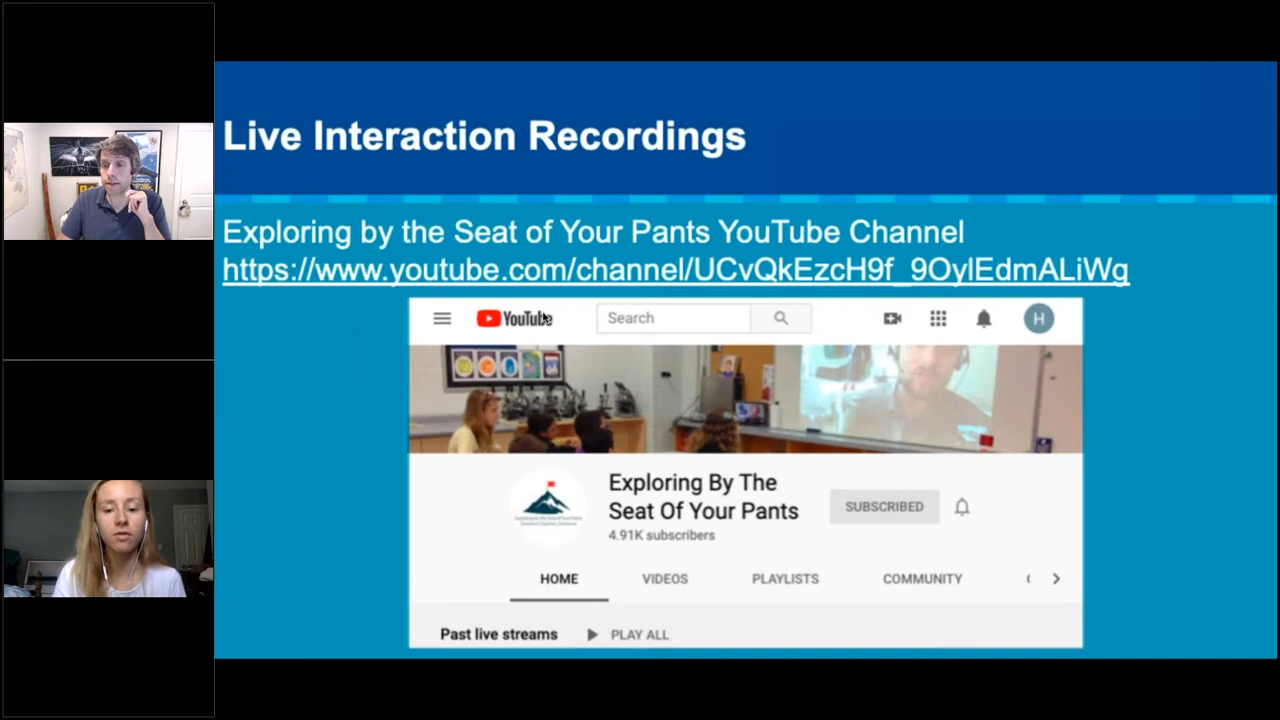 Live Interaction Recordings
Exploring by the Seat of Your Pants YouTube Channel
https://www.youtube.com/channel/UCvQkEzcH9f_9OylEdmALiWg
YouTube
Search
H
Exploring By The
Seat Of Your Pants
4.91K subscribers
SUBSCRIBED
HOME
VIDEOS
PLAYLISTS
COMMUNITY
Past live streams
PLAY ALL